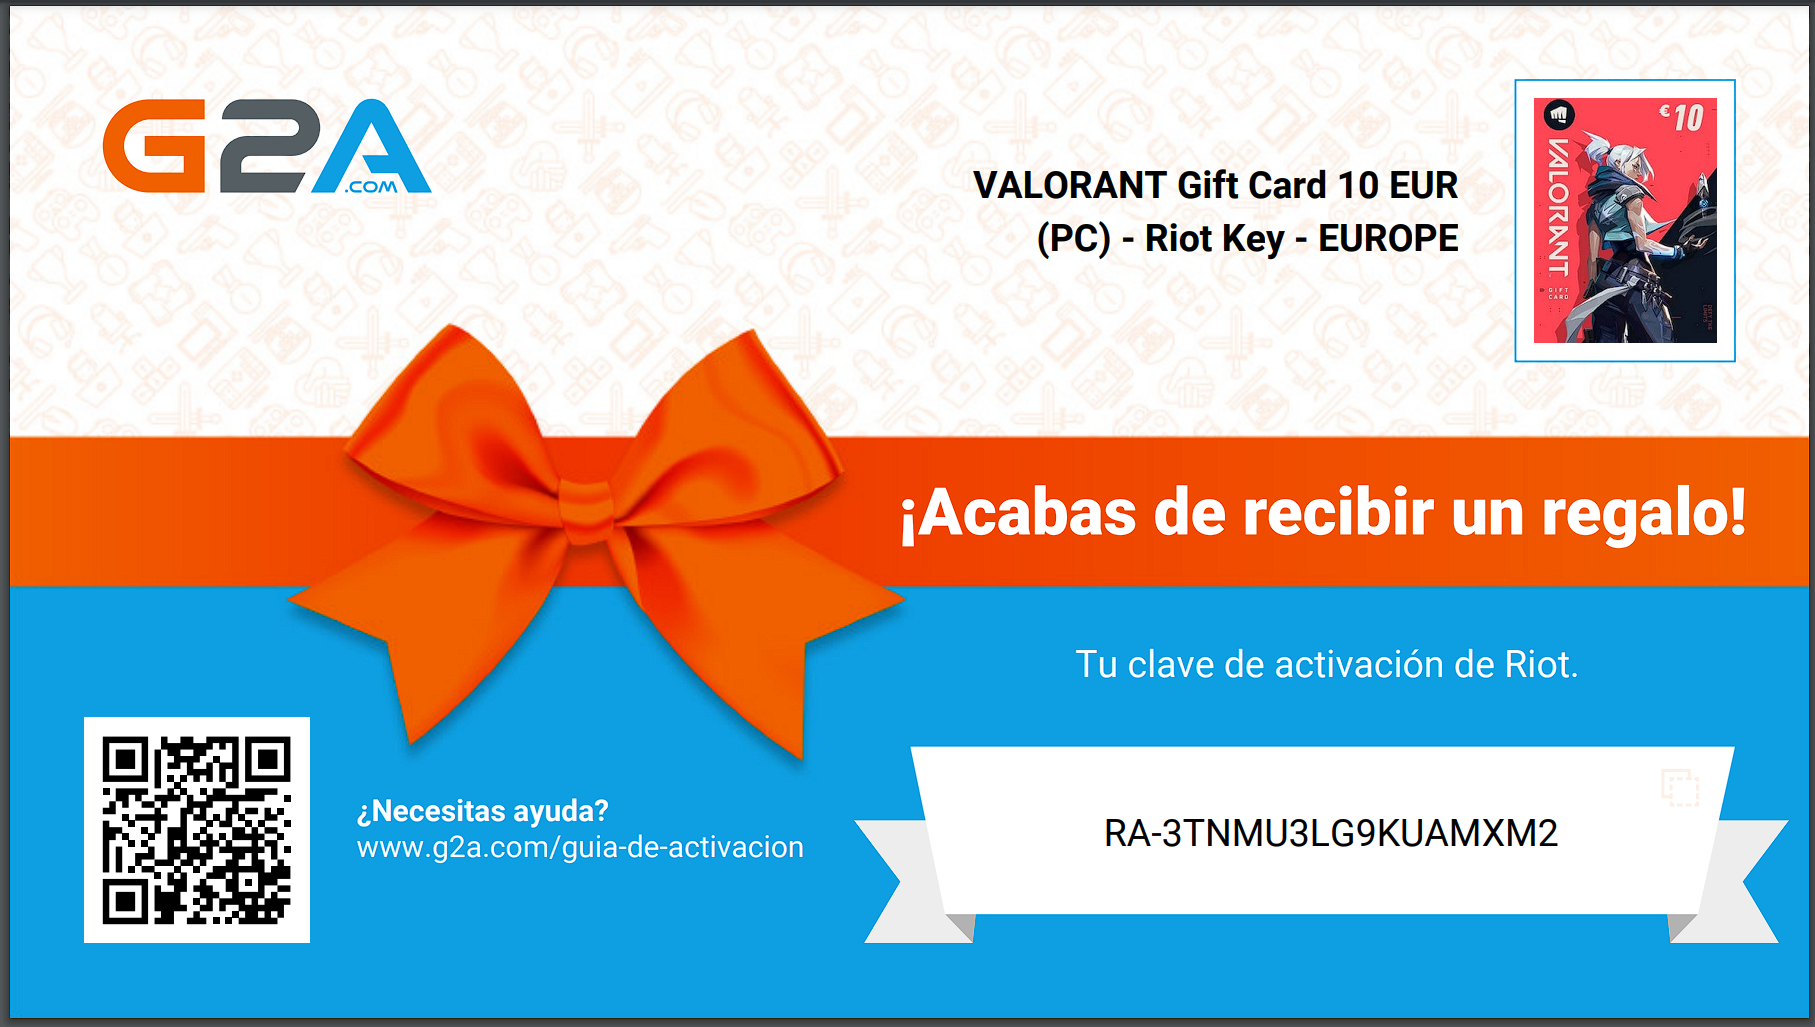 G2A
.COM
VALORANT Gift Card 10 EUR
(PC) - Riot Key - EUROPE
€10
VALORANT
GIFT
CARD
¡Acabas de recibir un regalo!
Tu clave de activación de Riot.
¿Necesitas ayuda?
www.g2a.com/guia-de-activacion
RA-3TNMU3LG9KUAMXM2